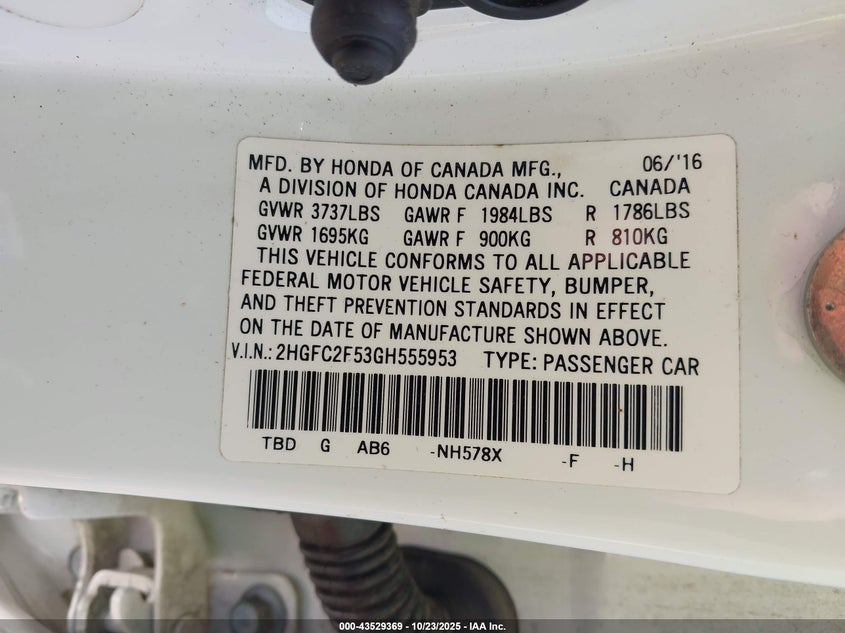 MFD. BY HONDA OF CANADA MFG., 06/'16
A DIVISION OF HONDA CANADA INC. CANADA
GVWR 3737LBS GAWR F 1984LBS R 1786LBS
GVWR 1695KG GAWR F 900KG R 810KG
THIS VEHICLE CONFORMS TO ALL APPLICABLE
FEDERAL MOTOR VEHICLE SAFETY, BUMPER,
AND THEFT PREVENTION STANDARDS IN EFFECT
ON THE DATE OF MANUFACTURE SHOWN ABOVE.
V.I.N.: 2HGFC2F53GH555953 TYPE: PASSENGER CAR
TBD G AB6 -NH578X -F -H
000-43529369 - 10/23/2025 - IAA Inc.